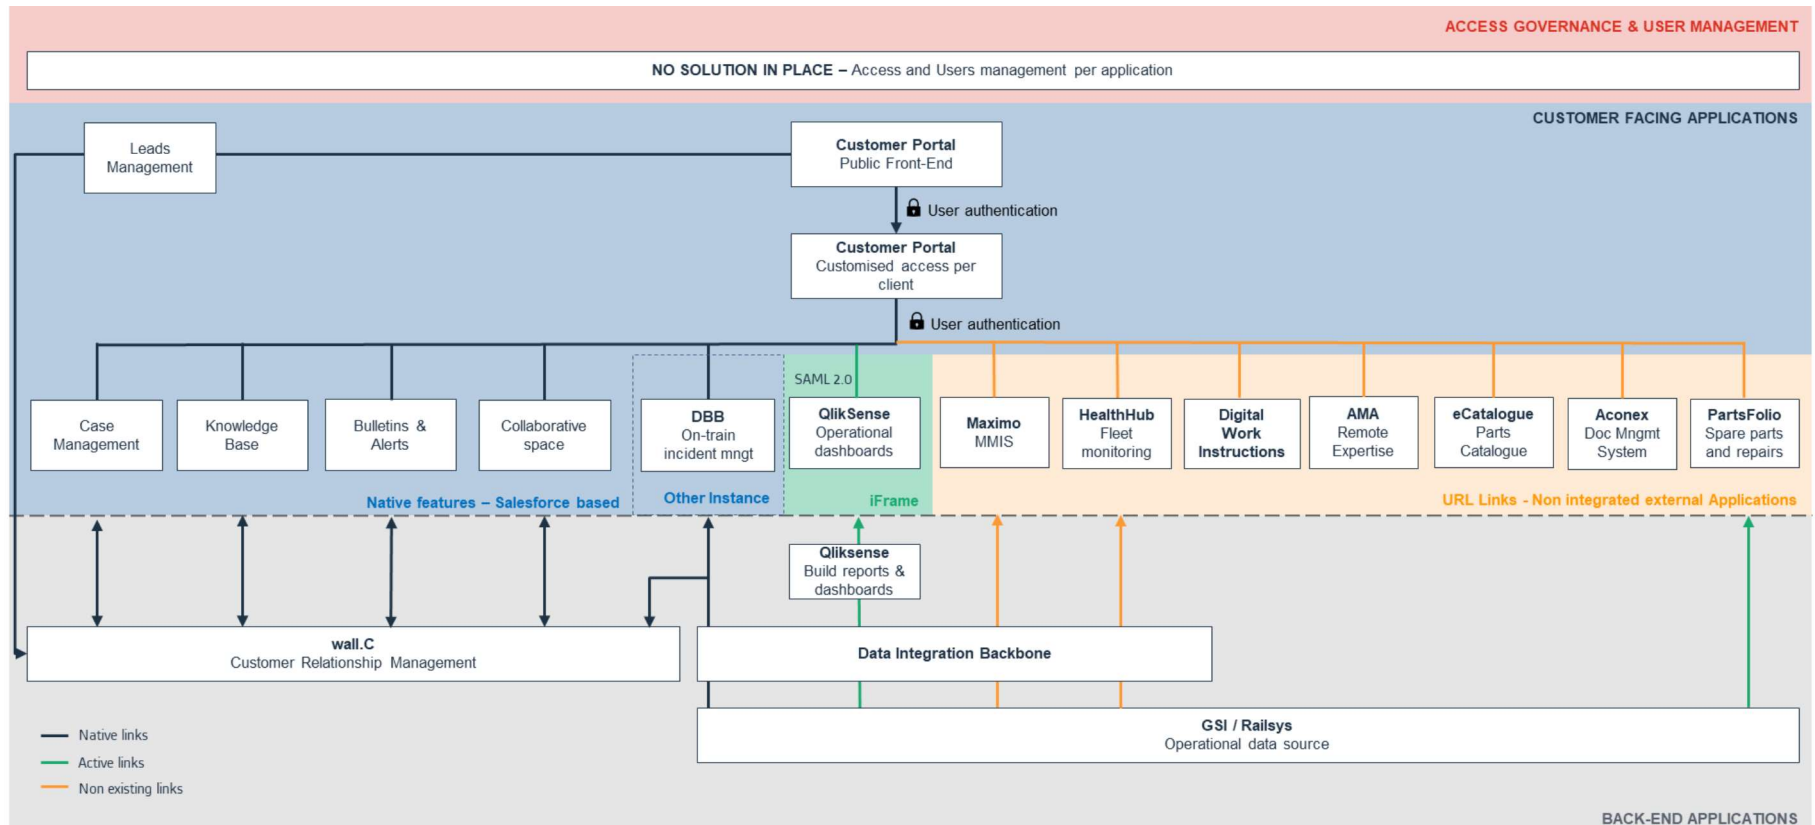 ACCESS GOVERNANCE & USER MANAGEMENT
NO SOLUTION IN PLACE – Access and Users management per application
CUSTOMER FACING APPLICATIONS
Leads
Management
Customer Portal
Public Front-End
User authentication
Customer Portal
Customised access per
client
User authentication
SAML 2.0
Case
Management
Knowledge
Base
Bulletins &
Alerts
Collaborative
space
DBB
On-train
incident mngt
QlikSense
Operational
dashboards
Maximo
MMIS
HealthHub
Fleet
monitoring
Digital
Work
Instructions
AMA
Remote
Expertise
eCatalogue
Parts
Catalogue
Aconex
Doc Mngmt
System
PartsFolio
Spare parts
and repairs
Native features – Salesforce based
Other Instance
iFrame
URL Links - Non integrated external Applications
Qliksense
Build reports &
dashboards
wall.C
Customer Relationship Management
Data Integration Backbone
GSI / Railsys
Operational data source
Native links
Active links
Non existing links
BACK-END APPLICATIONS